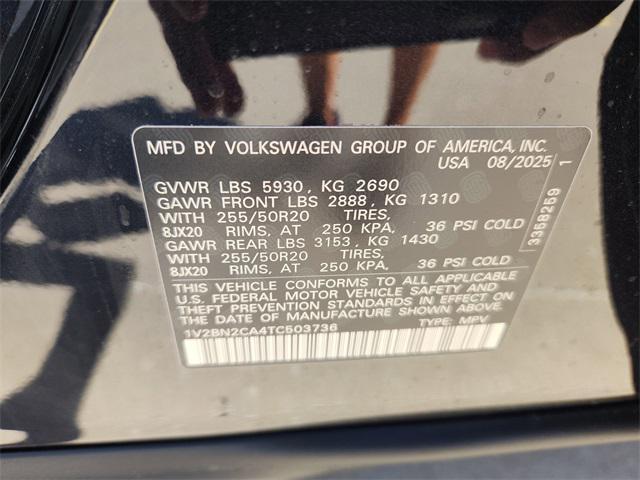 MFD BY VOLKSWAGEN GROUP OF AMERICA, INC.
USA 08/2025
GVWR LBS 5930, KG 2690
GAWR FRONT LBS 2888, KG 1310
WITH 255/50R20 TIRES,
8JX20 RIMS, AT 250 KPA, 36 PSI COLD
GAWR REAR LBS 3153, KG 1430
WITH 255/50R20 TIRES,
8JX20 RIMS, AT 250 KPA, 36 PSI COLD
THIS VEHICLE CONFORMS TO ALL APPLICABLE
U.S. FEDERAL MOTOR VEHICLE SAFETY AND
THEFT PREVENTION STANDARDS IN EFFECT ON
THE DATE OF MANUFACTURE SHOWN ABOVE.
1V2BN2CA4TC503736 TYPE: MPV
3358259 1